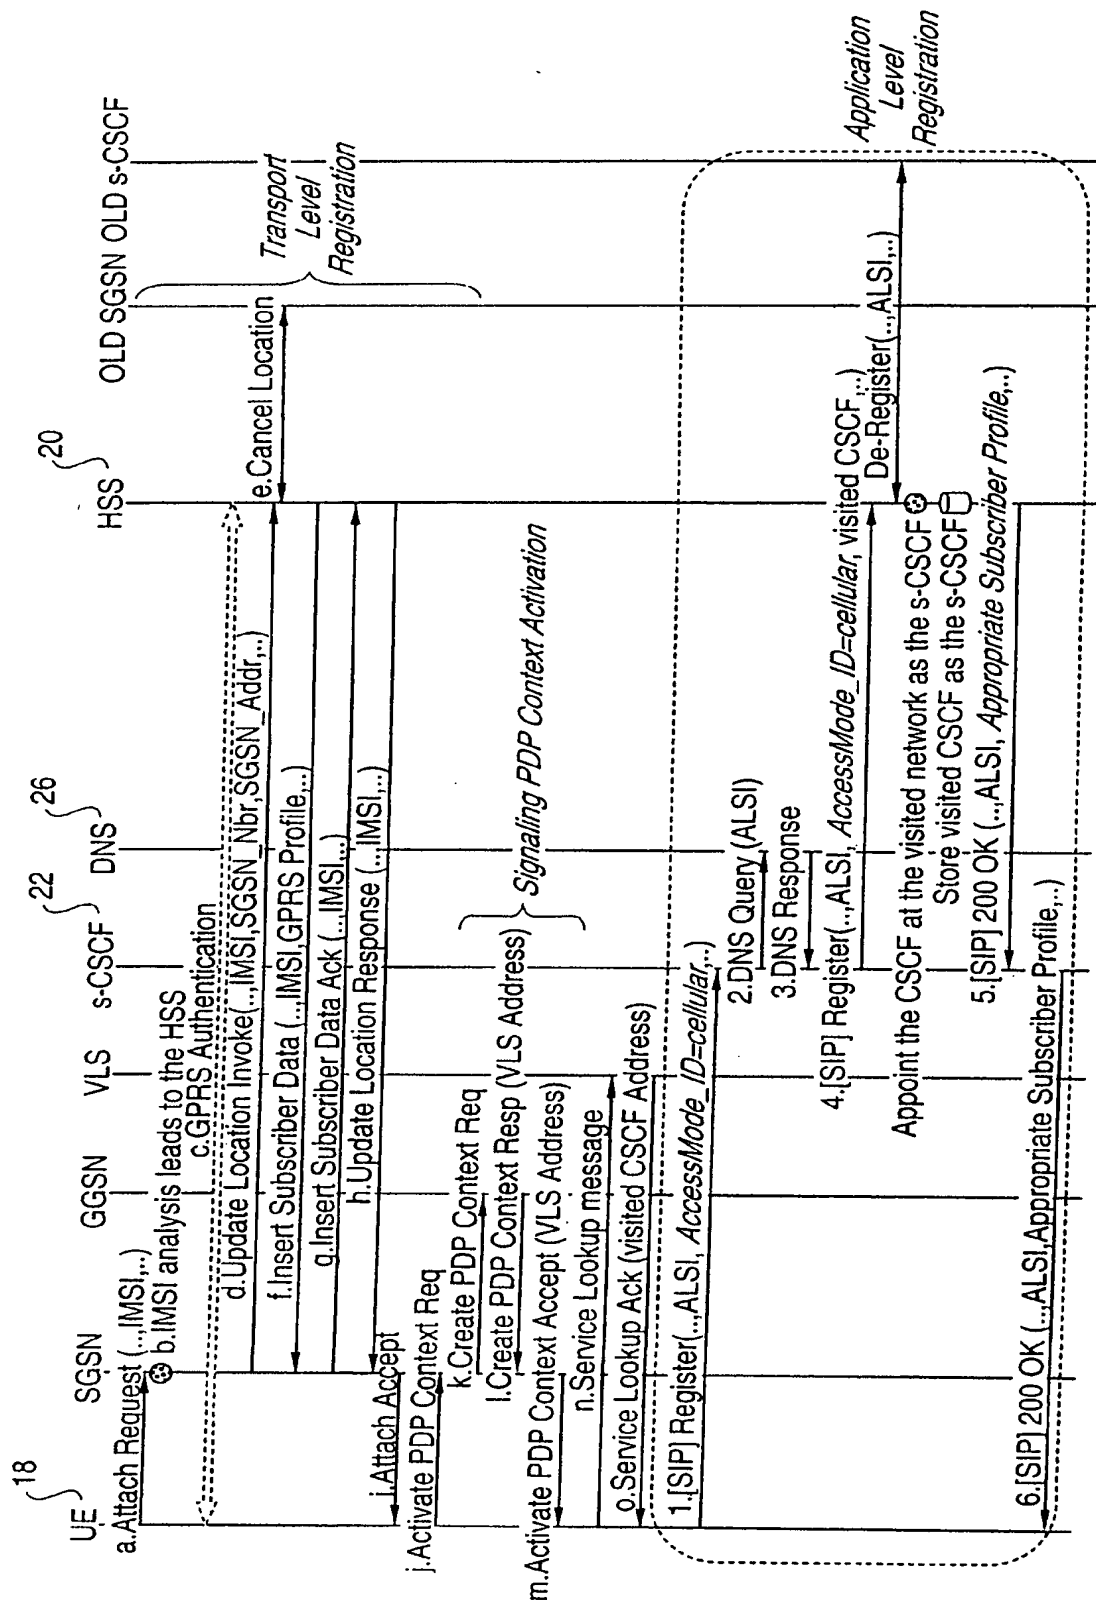 18
22
26
20
UE
SGSN
GGSN
VLS
s-CSCF
DNS
HSS
OLD SGSN
OLD s-CSCF
a.Attach Request (...,IMSI,..)
b.IMSI analysis leads to the HSS
c.GPRS Authentication
d.Update Location Invoke(...,IMSI,SGSN_Nbr,SGSN_Addr,..)
e.Cancel Location
f.Insert Subscriber Data (...,IMSI,GPRS Profile,..)
g.Insert Subscriber Data Ack (...,IMSI,..)
h.Update Location Response (...,IMSI,..)
i.Attach Accept
Transport
Level
Registration
j.Activate PDP Context Req
k.Create PDP Context Req
l.Create PDP Context Resp (VLS Address)
m.Activate PDP Context Accept (VLS Address)
Signaling PDP Context Activation
n.Service Lookup message
o.Service Lookup Ack (visited CSCF Address)
1.[SIP] Register(...,ALSI, AccessMode_ID=cellular,..)
2.DNS Query (ALSI)
3.DNS Response
4.[SIP] Register(...,ALSI, AccessMode_ID=cellular, visited CSCF,..)
De-Register(...,ALSI,..)
Appoint the CSCF at the visited network as the s-CSCF
Store visited CSCF as the s-CSCF
5.[SIP] 200 OK (...,ALSI, Appropriate Subscriber Profile,..)
6.[SIP] 200 OK (...,ALSI,Appropriate Subscriber Profile,..)
Application
Level
Registration